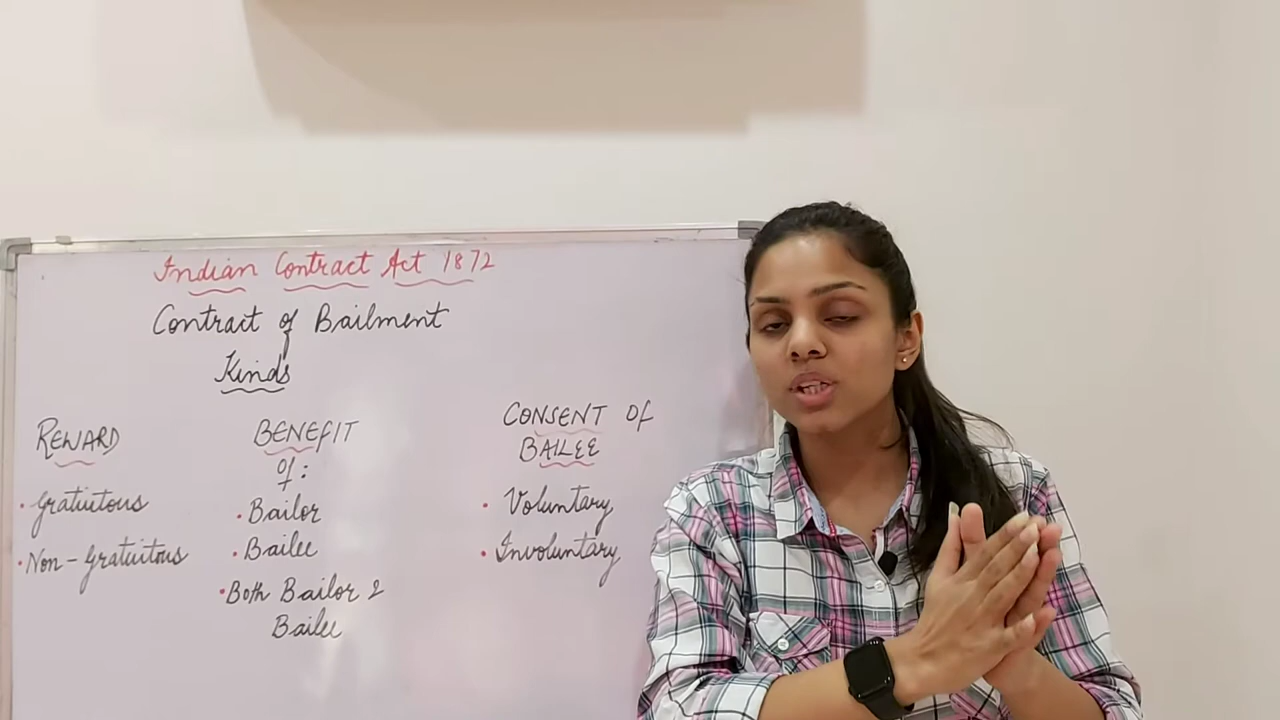 Indian Contract Act 1872
Contract of Bailment
Kinds
REWARD
• Gratuitous
• Non-Gratuitous
BENEFIT
of:
• Bailor
• Bailee
• Both Bailor &
Bailee
CONSENT OF
BAILEE
• Voluntary
• Involuntary